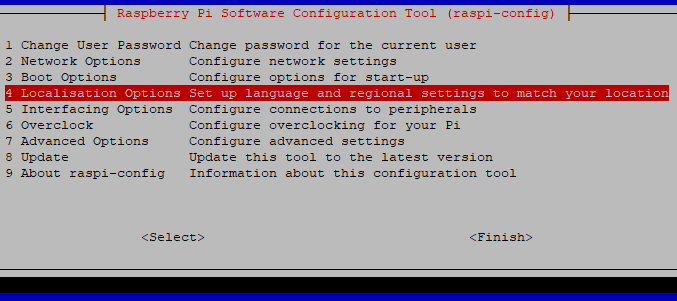 Raspberry Pi Software Configuration Tool (raspi-config)
1 Change User Password Change password for the current user
2 Network Options Configure network settings
3 Boot Options Configure options for start-up
4 Localisation Options Set up language and regional settings to match your location
5 Interfacing Options Configure connections to peripherals
6 Overclock Configure overclocking for your Pi
7 Advanced Options Configure advanced settings
8 Update Update this tool to the latest version
9 About raspi-config Information about this configuration tool
<Select> <Finish>